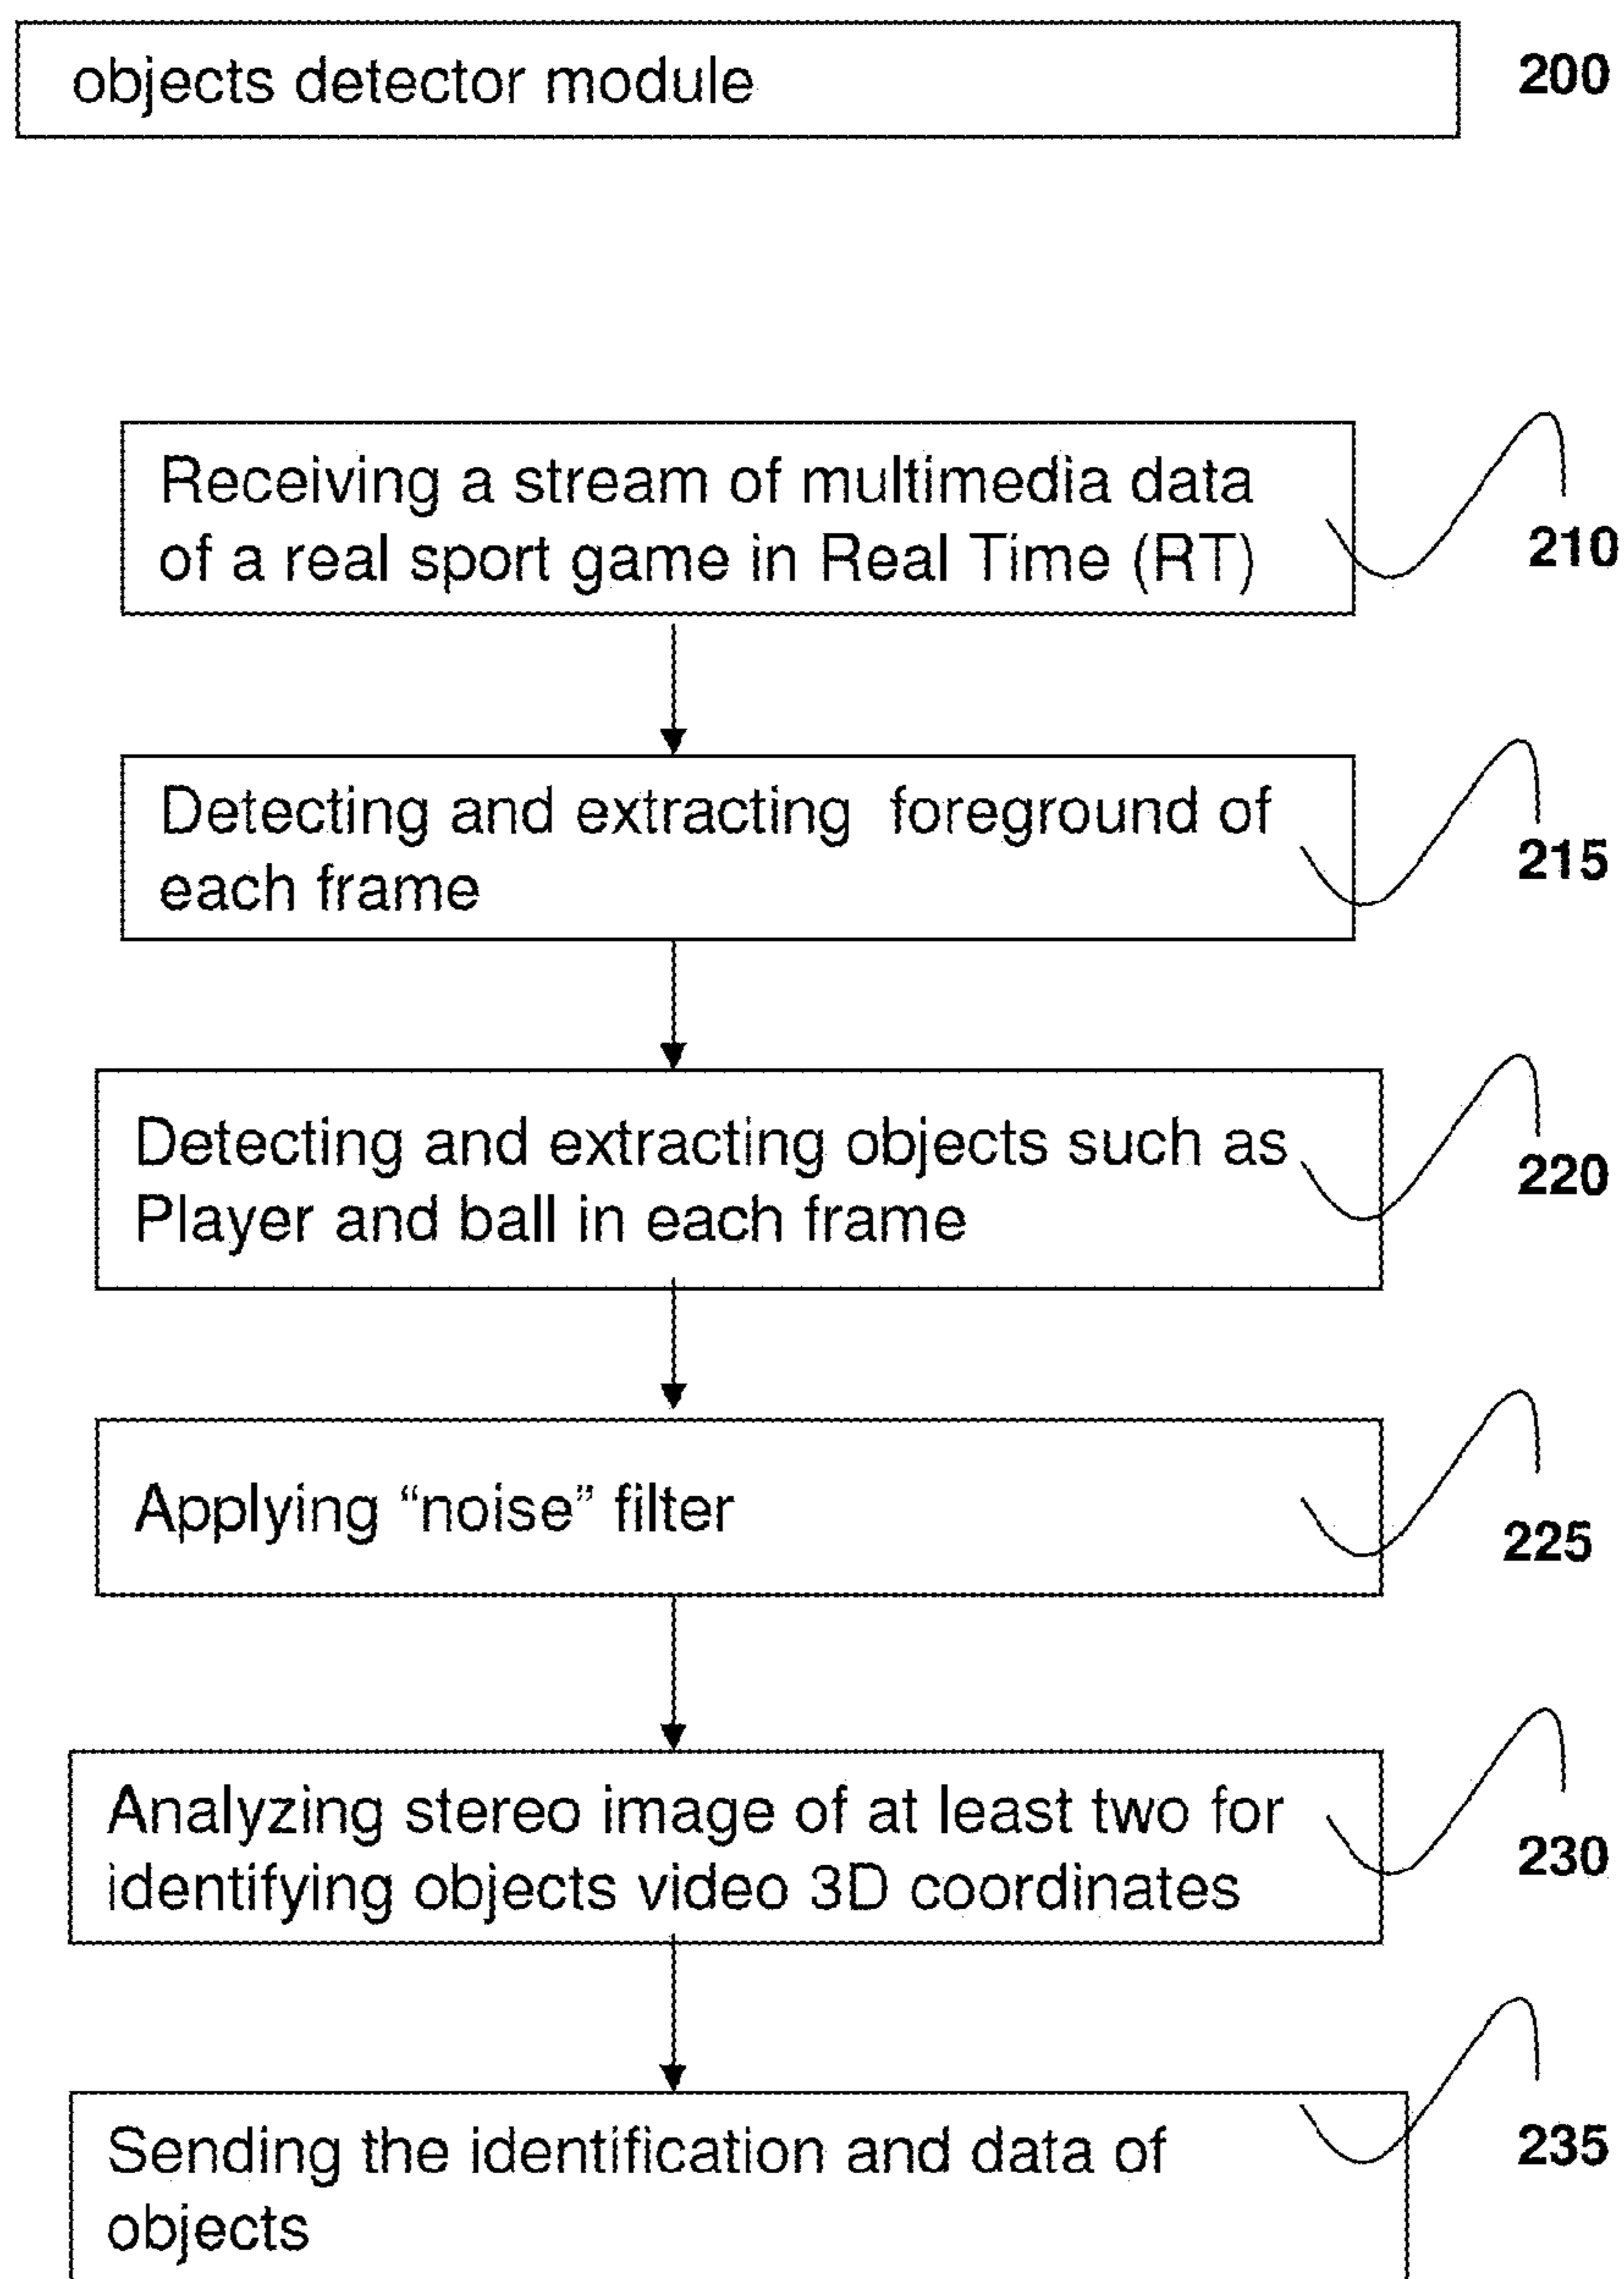 objects detector module 200
Receiving a stream of multimedia data
of a real sport game in Real Time (RT)
210
Detecting and extracting foreground of
each frame
215
Detecting and extracting objects such as
Player and ball in each frame
220
Applying “noise” filter
225
Analyzing stereo image of at least two for
identifying objects video 3D coordinates
230
Sending the identification and data of
objects
235